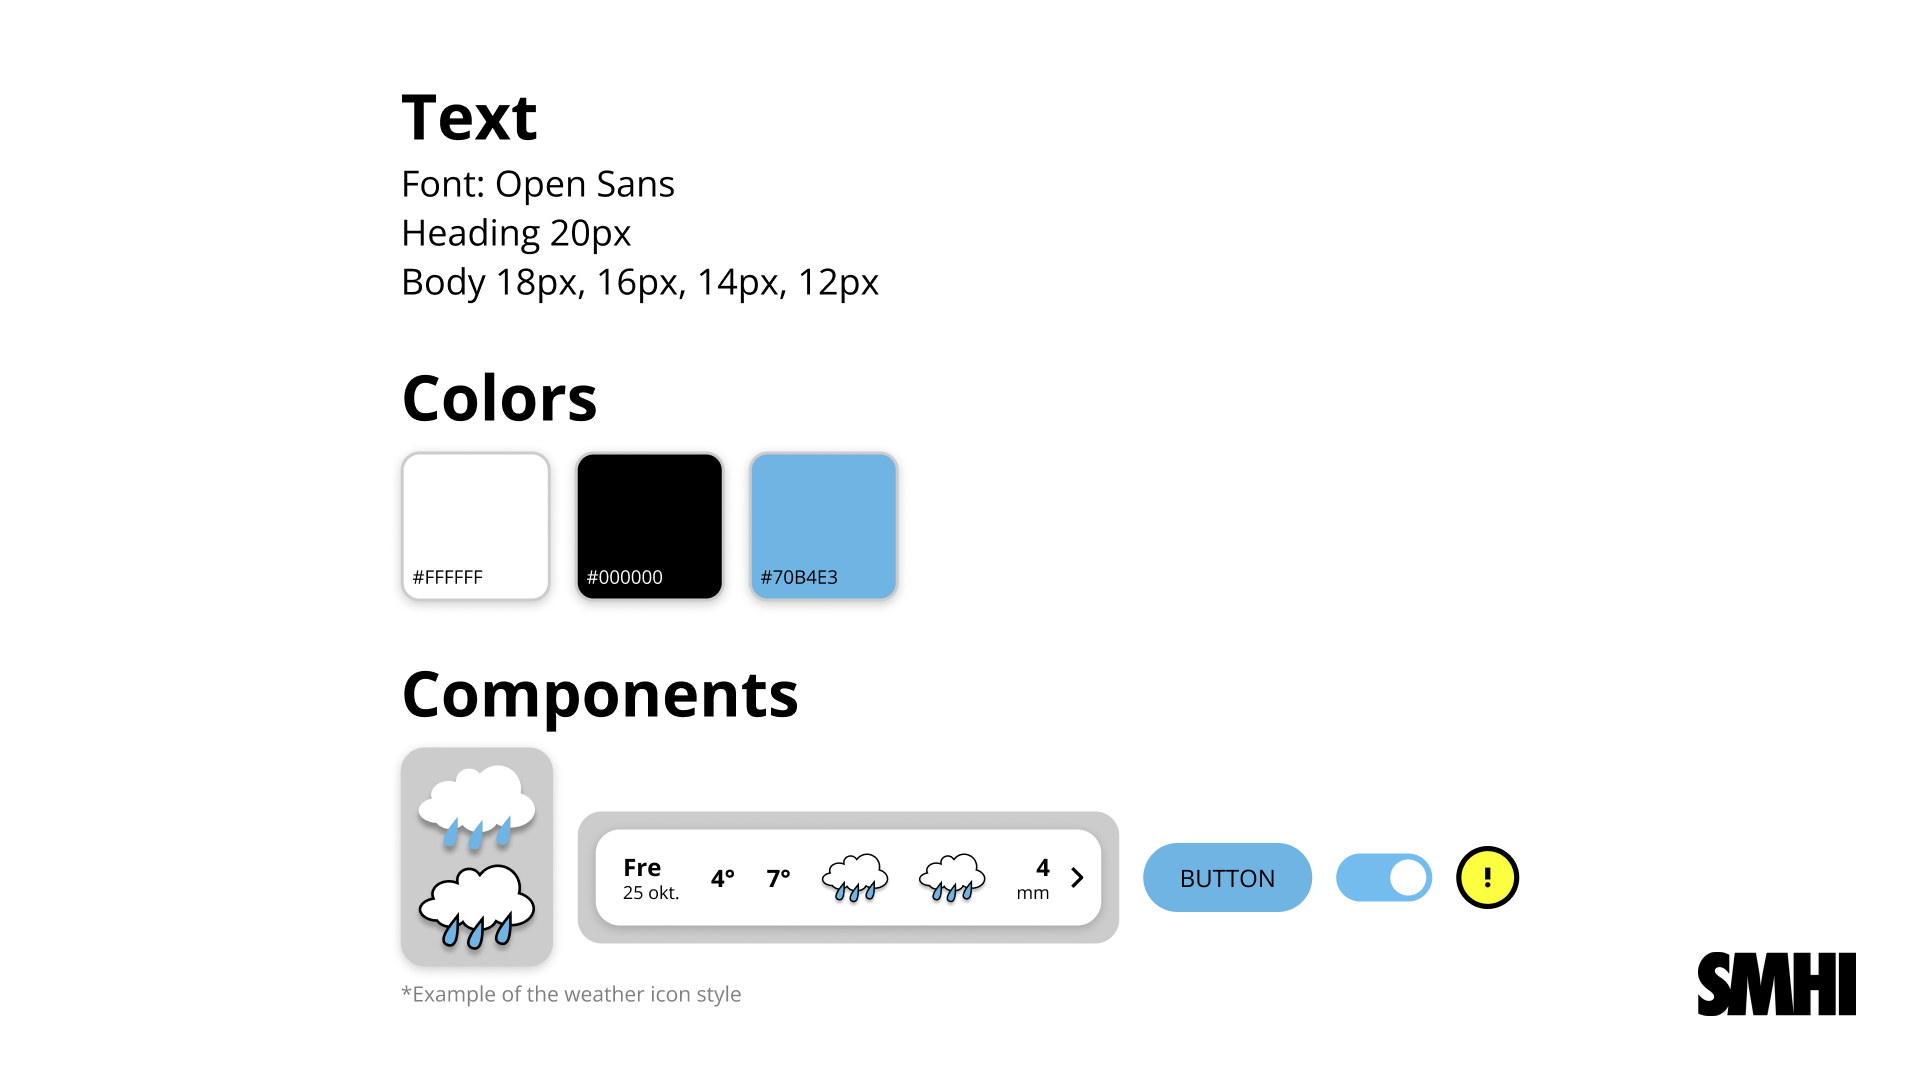 Text
Font: Open Sans
Heading 20px
Body 18px, 16px, 14px, 12px
Colors
#FFFFFF
#000000
#70B4E3
Components
Fre
25 okt.
4°
7°
4
mm
BUTTON
!
*Example of the weather icon style
SMHI